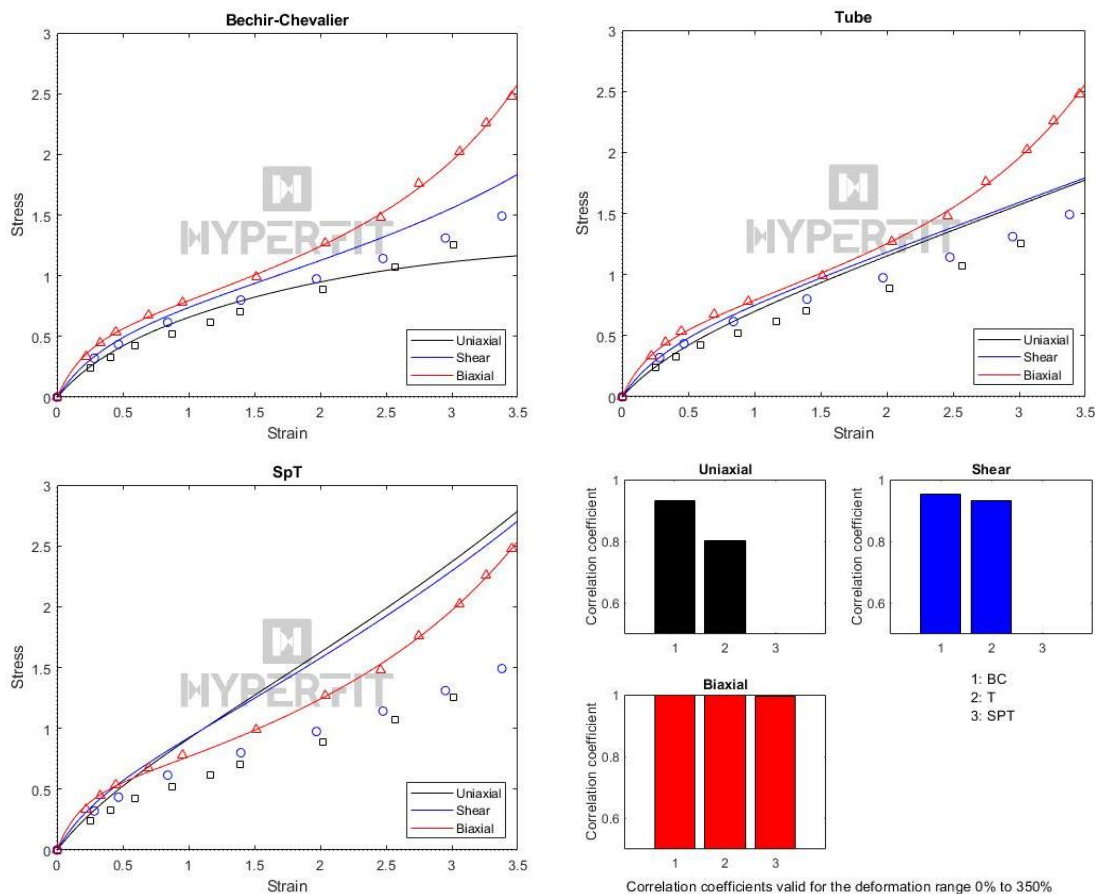 Bechir-Chevalier
3
2.5
2
1.5
1
0.5
0
Stress
HYPERFIT
Uniaxial
Shear
Biaxial
0 0.5 1 1.5 2 2.5 3 3.5
Strain
Tube
3
2.5
2
1.5
1
0.5
0
Stress
HYPERFIT
Uniaxial
Shear
Biaxial
0 0.5 1 1.5 2 2.5 3 3.5
Strain
SpT
3
2.5
2
1.5
1
0.5
0
Stress
HYPERFIT
Uniaxial
Shear
Biaxial
0 0.5 1 1.5 2 2.5 3 3.5
Strain
Uniaxial
1
0.8
0.6
Correlation coefficient
1 2 3
Shear
1
0.8
0.6
Correlation coefficient
1 2 3
Biaxial
1
0.8
0.6
Correlation coefficient
1 2 3
1: BC
2: T
3: SPT
Correlation coefficients valid for the deformation range 0% to 350%